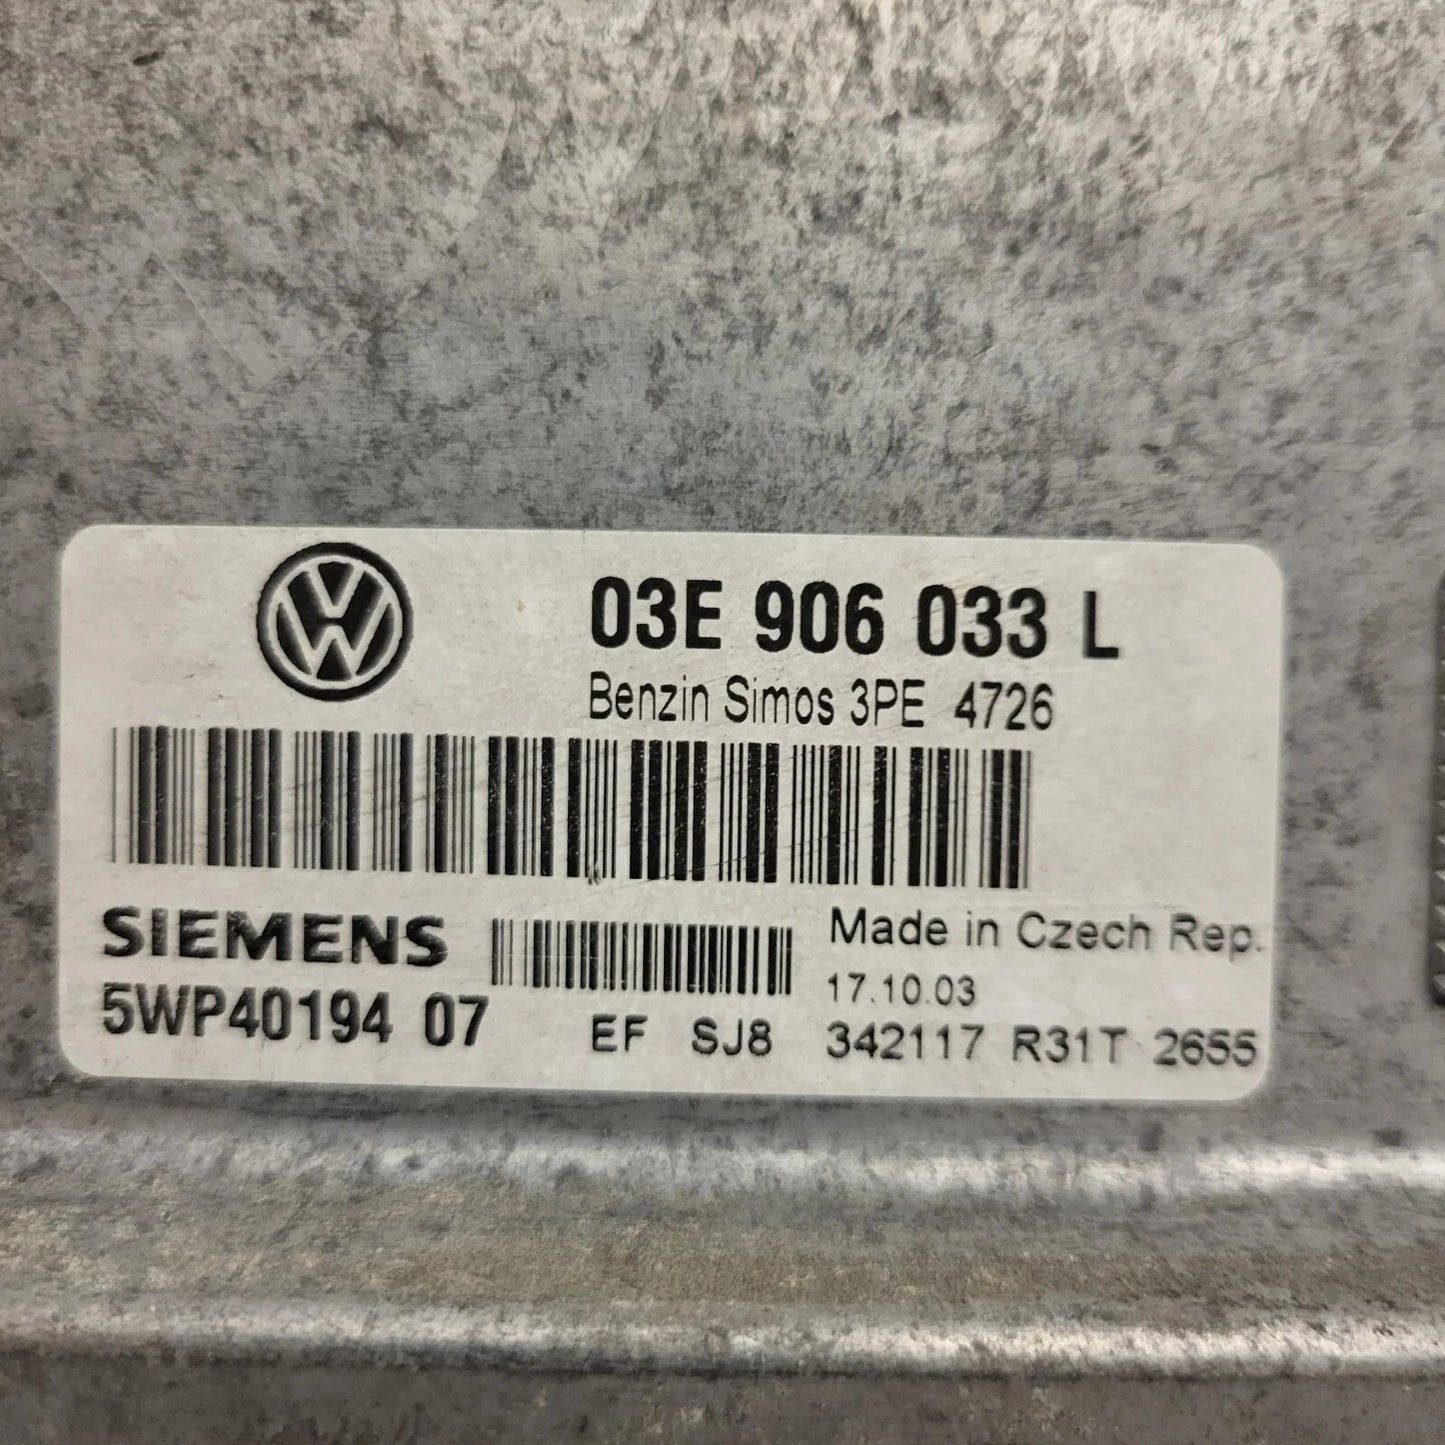 03E 906 033 L
Benzin Simos 3PE 4726
SIEMENS
Made in Czech Rep.
17.10.03
5WP40194 07
EF SJ8 342117 R31T 2655